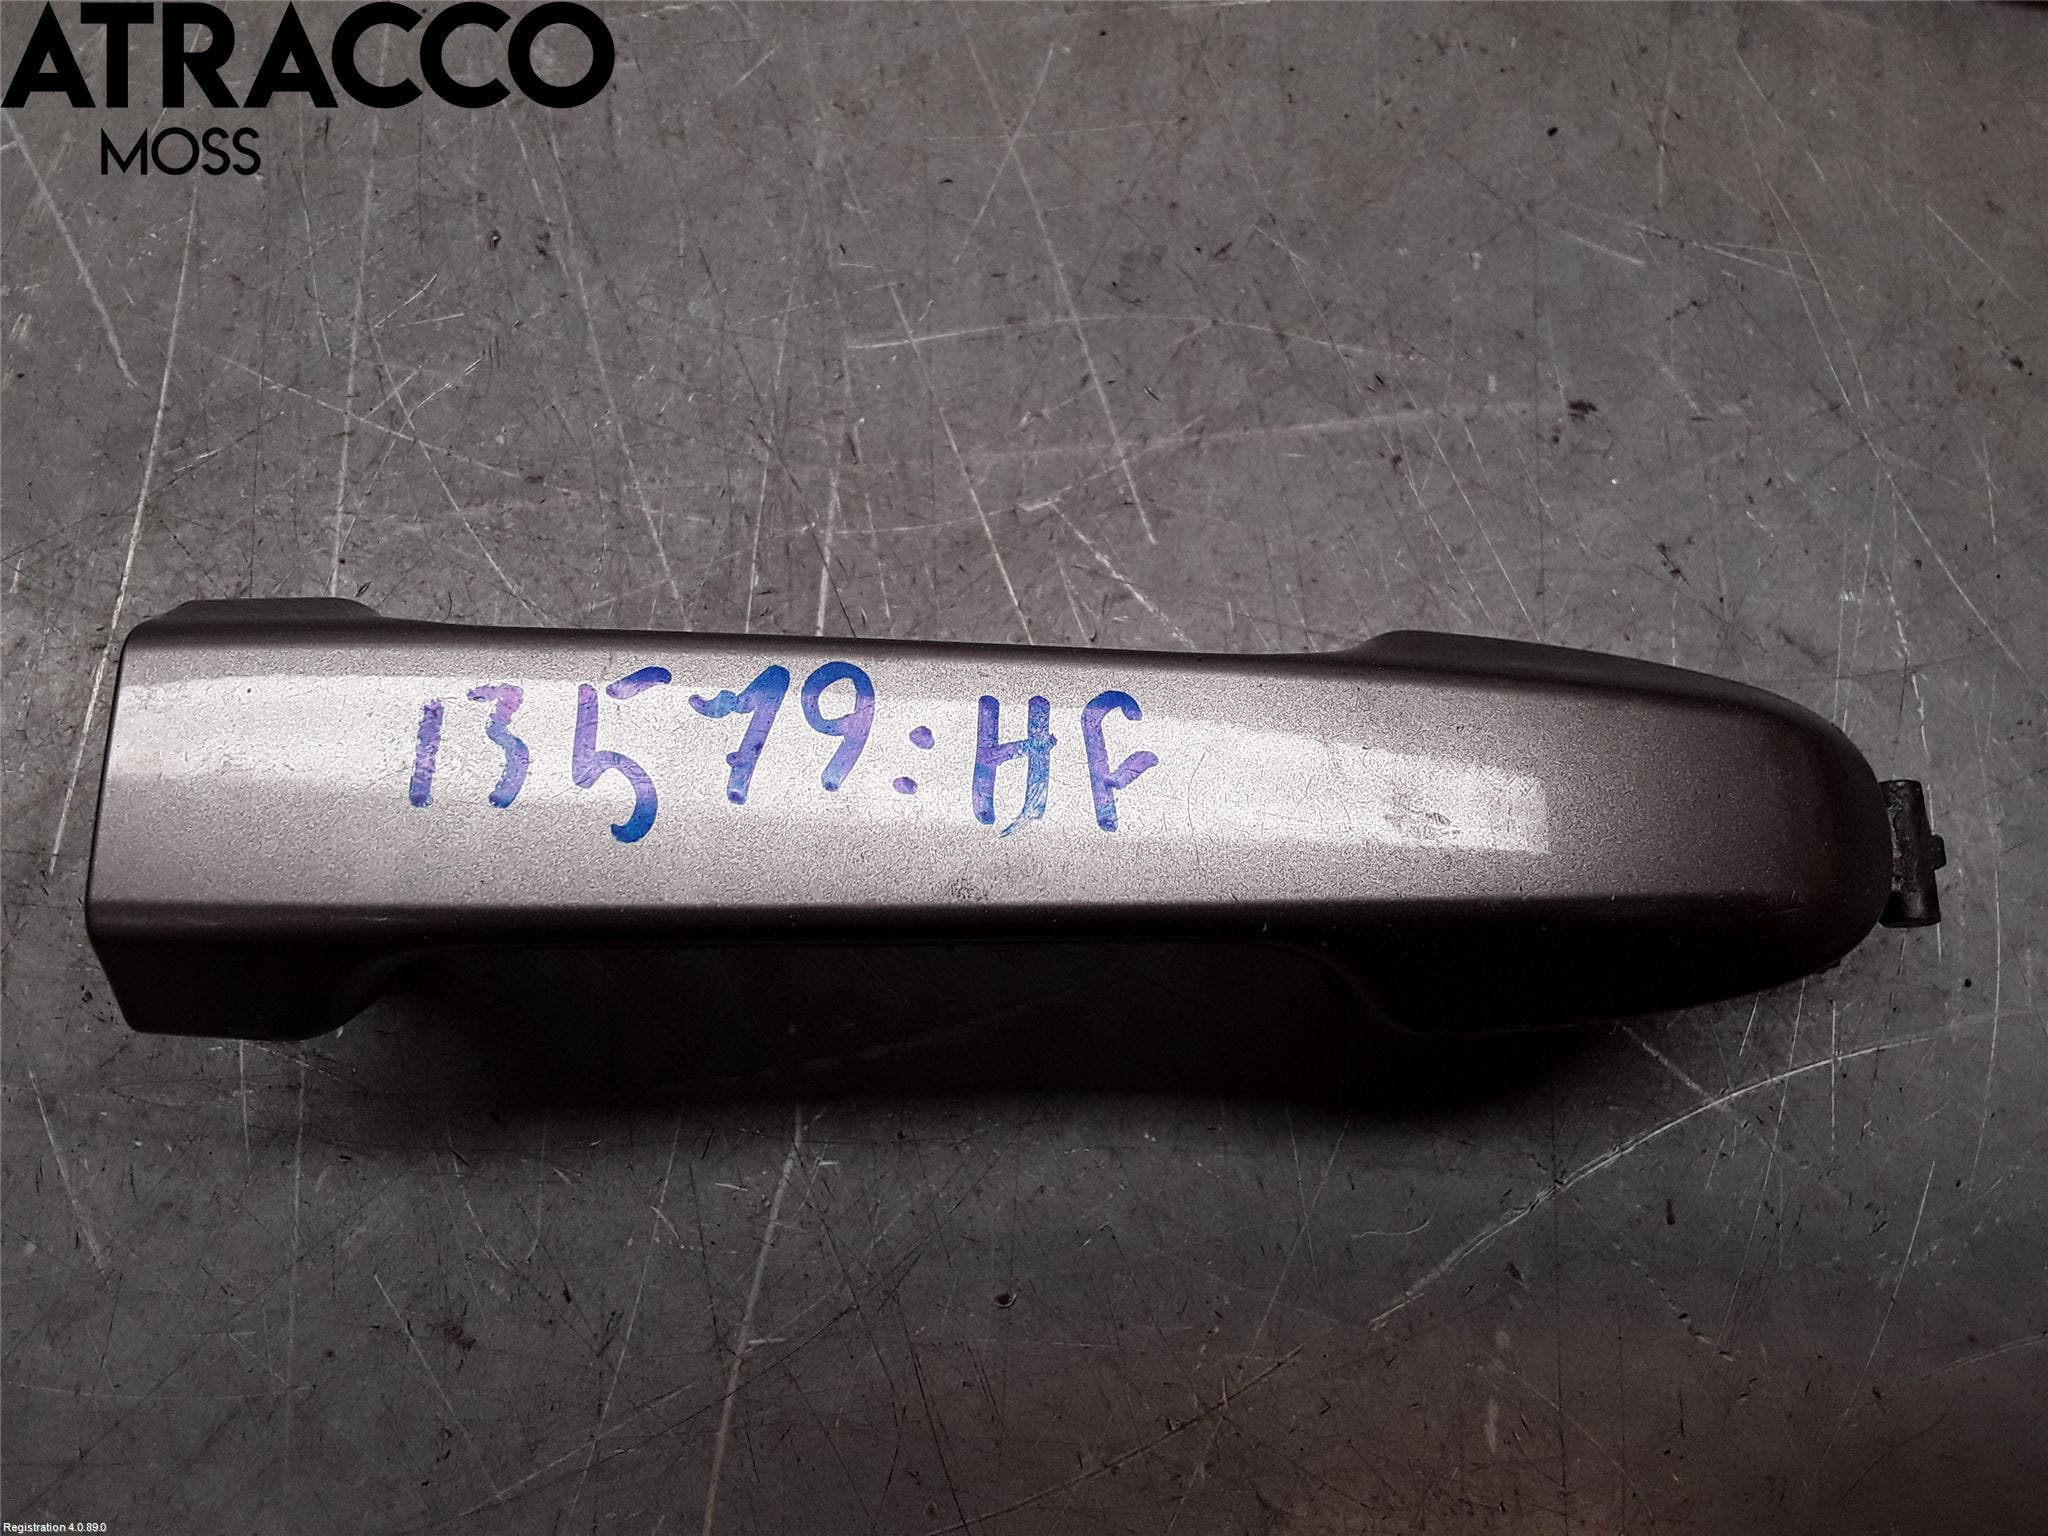 ATRACCO
MOSS
13579:HF
Registration 4.0.89.0